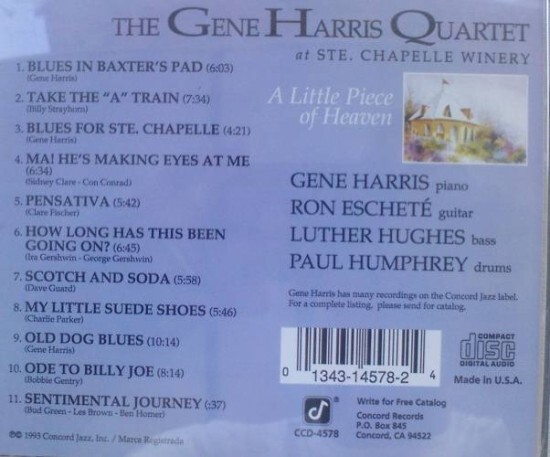 THE GENE HARRIS QUARTET
at STE. CHAPELLE WINERY
A Little Piece
of Heaven
1. BLUES IN BAXTER'S PAD (6:03)
(Gene Harris)
2. TAKE THE "A" TRAIN (7:34)
(Billy Strayhorn)
3. BLUES FOR STE. CHAPELLE (4:21)
(Gene Harris)
4. MA! HE'S MAKING EYES AT ME
(6:34)
(Sidney Clare - Con Conrad)
5. PENSATIVA (5:42)
(Clare Fischer)
6. HOW LONG HAS THIS BEEN
GOING ON? (6:45)
(Ira Gershwin - George Gershwin)
7. SCOTCH AND SODA (5:58)
(Dave Guard)
8. MY LITTLE SUEDE SHOES (5:46)
(Charlie Parker)
9. OLD DOG BLUES (10:14)
(Gene Harris)
10. ODE TO BILLY JOE (8:14)
(Bobbie Gentry)
11. SENTIMENTAL JOURNEY (:37)
(Bud Green - Les Brown - Ben Homer)
℗© 1993 Concord Jazz, Inc. / Marca Registrada
GENE HARRIS piano
RON ESCHETÉ guitar
LUTHER HUGHES bass
PAUL HUMPHREY drums
Gene Harris has many recordings on the Concord Jazz label.
For a complete listing, please send for catalog.
0 1343-14578-2 4
COMPACT
disc
DIGITAL AUDIO
Made in U.S.A.
CCD-4578
Write for Free Catalog
Concord Records
P.O. Box 845
Concord, CA 94522